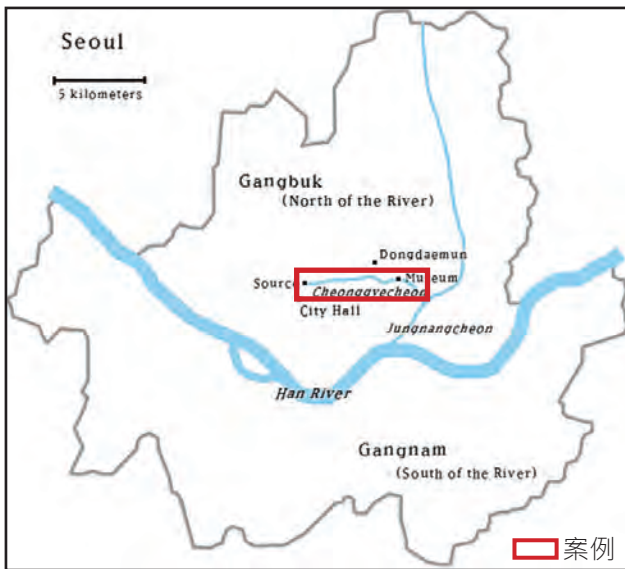 Seoul
5 kilometers
Gangbuk
(North of the River)
Dongdaemun
Source
Museum
Cheonggyecheon
City Hall
Jungnangcheon
Han River
Gangnam
(South of the River)
案例